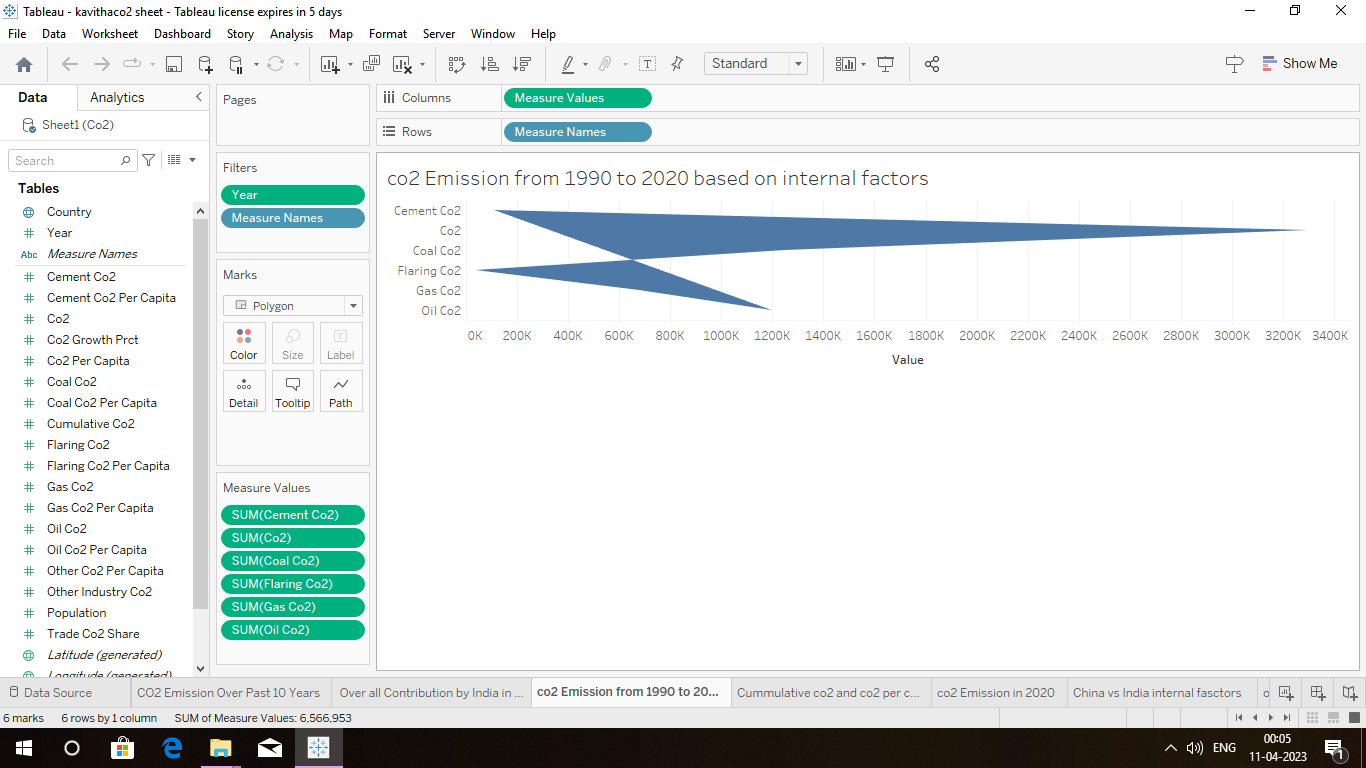 Tableau - kavithaco2 sheet - Tableau license expires in 5 days
File Data Worksheet Dashboard Story Analysis Map Format Server Window Help
Standard
Show Me
Data Analytics
Sheet1 (Co2)
Search
Tables
Country
Year
Abc Measure Names
Cement Co2
Cement Co2 Per Capita
Co2
Co2 Growth Prct
Co2 Per Capita
Coal Co2
Coal Co2 Per Capita
Cumulative Co2
Flaring Co2
Flaring Co2 Per Capita
Gas Co2
Gas Co2 Per Capita
Oil Co2
Oil Co2 Per Capita
Other Co2 Per Capita
Other Industry Co2
Population
Trade Co2 Share
Latitude (generated)
Longitude (generated)
Pages
Filters
Year
Measure Names
Marks
Polygon
Color Size Label
Detail Tooltip Path
Measure Values
SUM(Cement Co2)
SUM(Co2)
SUM(Coal Co2)
SUM(Flaring Co2)
SUM(Gas Co2)
SUM(Oil Co2)
Columns Measure Values
Rows Measure Names
co2 Emission from 1990 to 2020 based on internal factors
Cement Co2
Co2
Coal Co2
Flaring Co2
Gas Co2
Oil Co2
0K 200K 400K 600K 800K 1000K 1200K 1400K 1600K 1800K 2000K 2200K 2400K 2600K 2800K 3000K 3200K 3400K
Value
Data Source CO2 Emission Over Past 10 Years Over all Contribution by India in ... co2 Emission from 1990 to 20... Cummulative co2 and co2 per c... co2 Emission in 2020 China vs India internal fasctors o
6 marks 6 rows by 1 column SUM of Measure Values: 6,566,953
ENG
00:05
11-04-2023
1